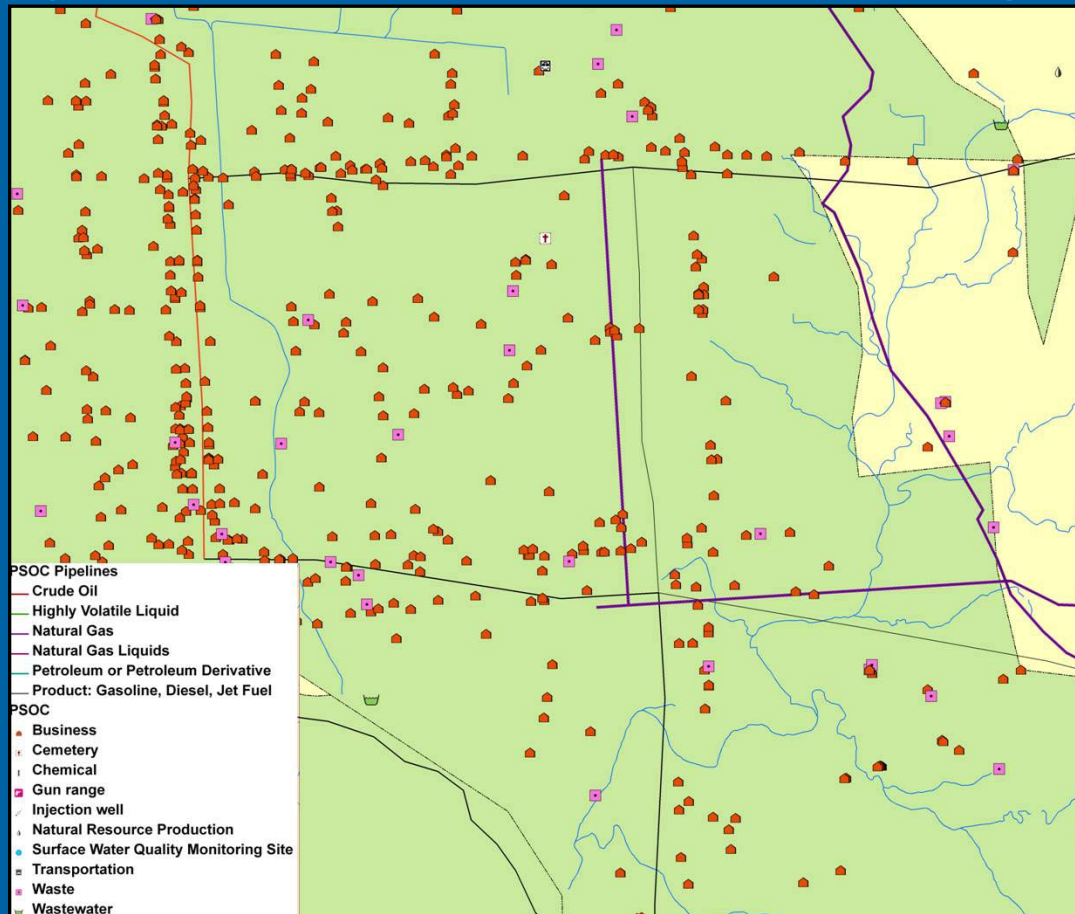 PSOC Pipelines
Crude Oil
Highly Volatile Liquid
Natural Gas
Natural Gas Liquids
Petroleum or Petroleum Derivative
Product: Gasoline, Diesel, Jet Fuel
PSOC
Business
Cemetery
Chemical
Gun range
Injection well
Natural Resource Production
Surface Water Quality Monitoring Site
Transportation
Waste
Wastewater